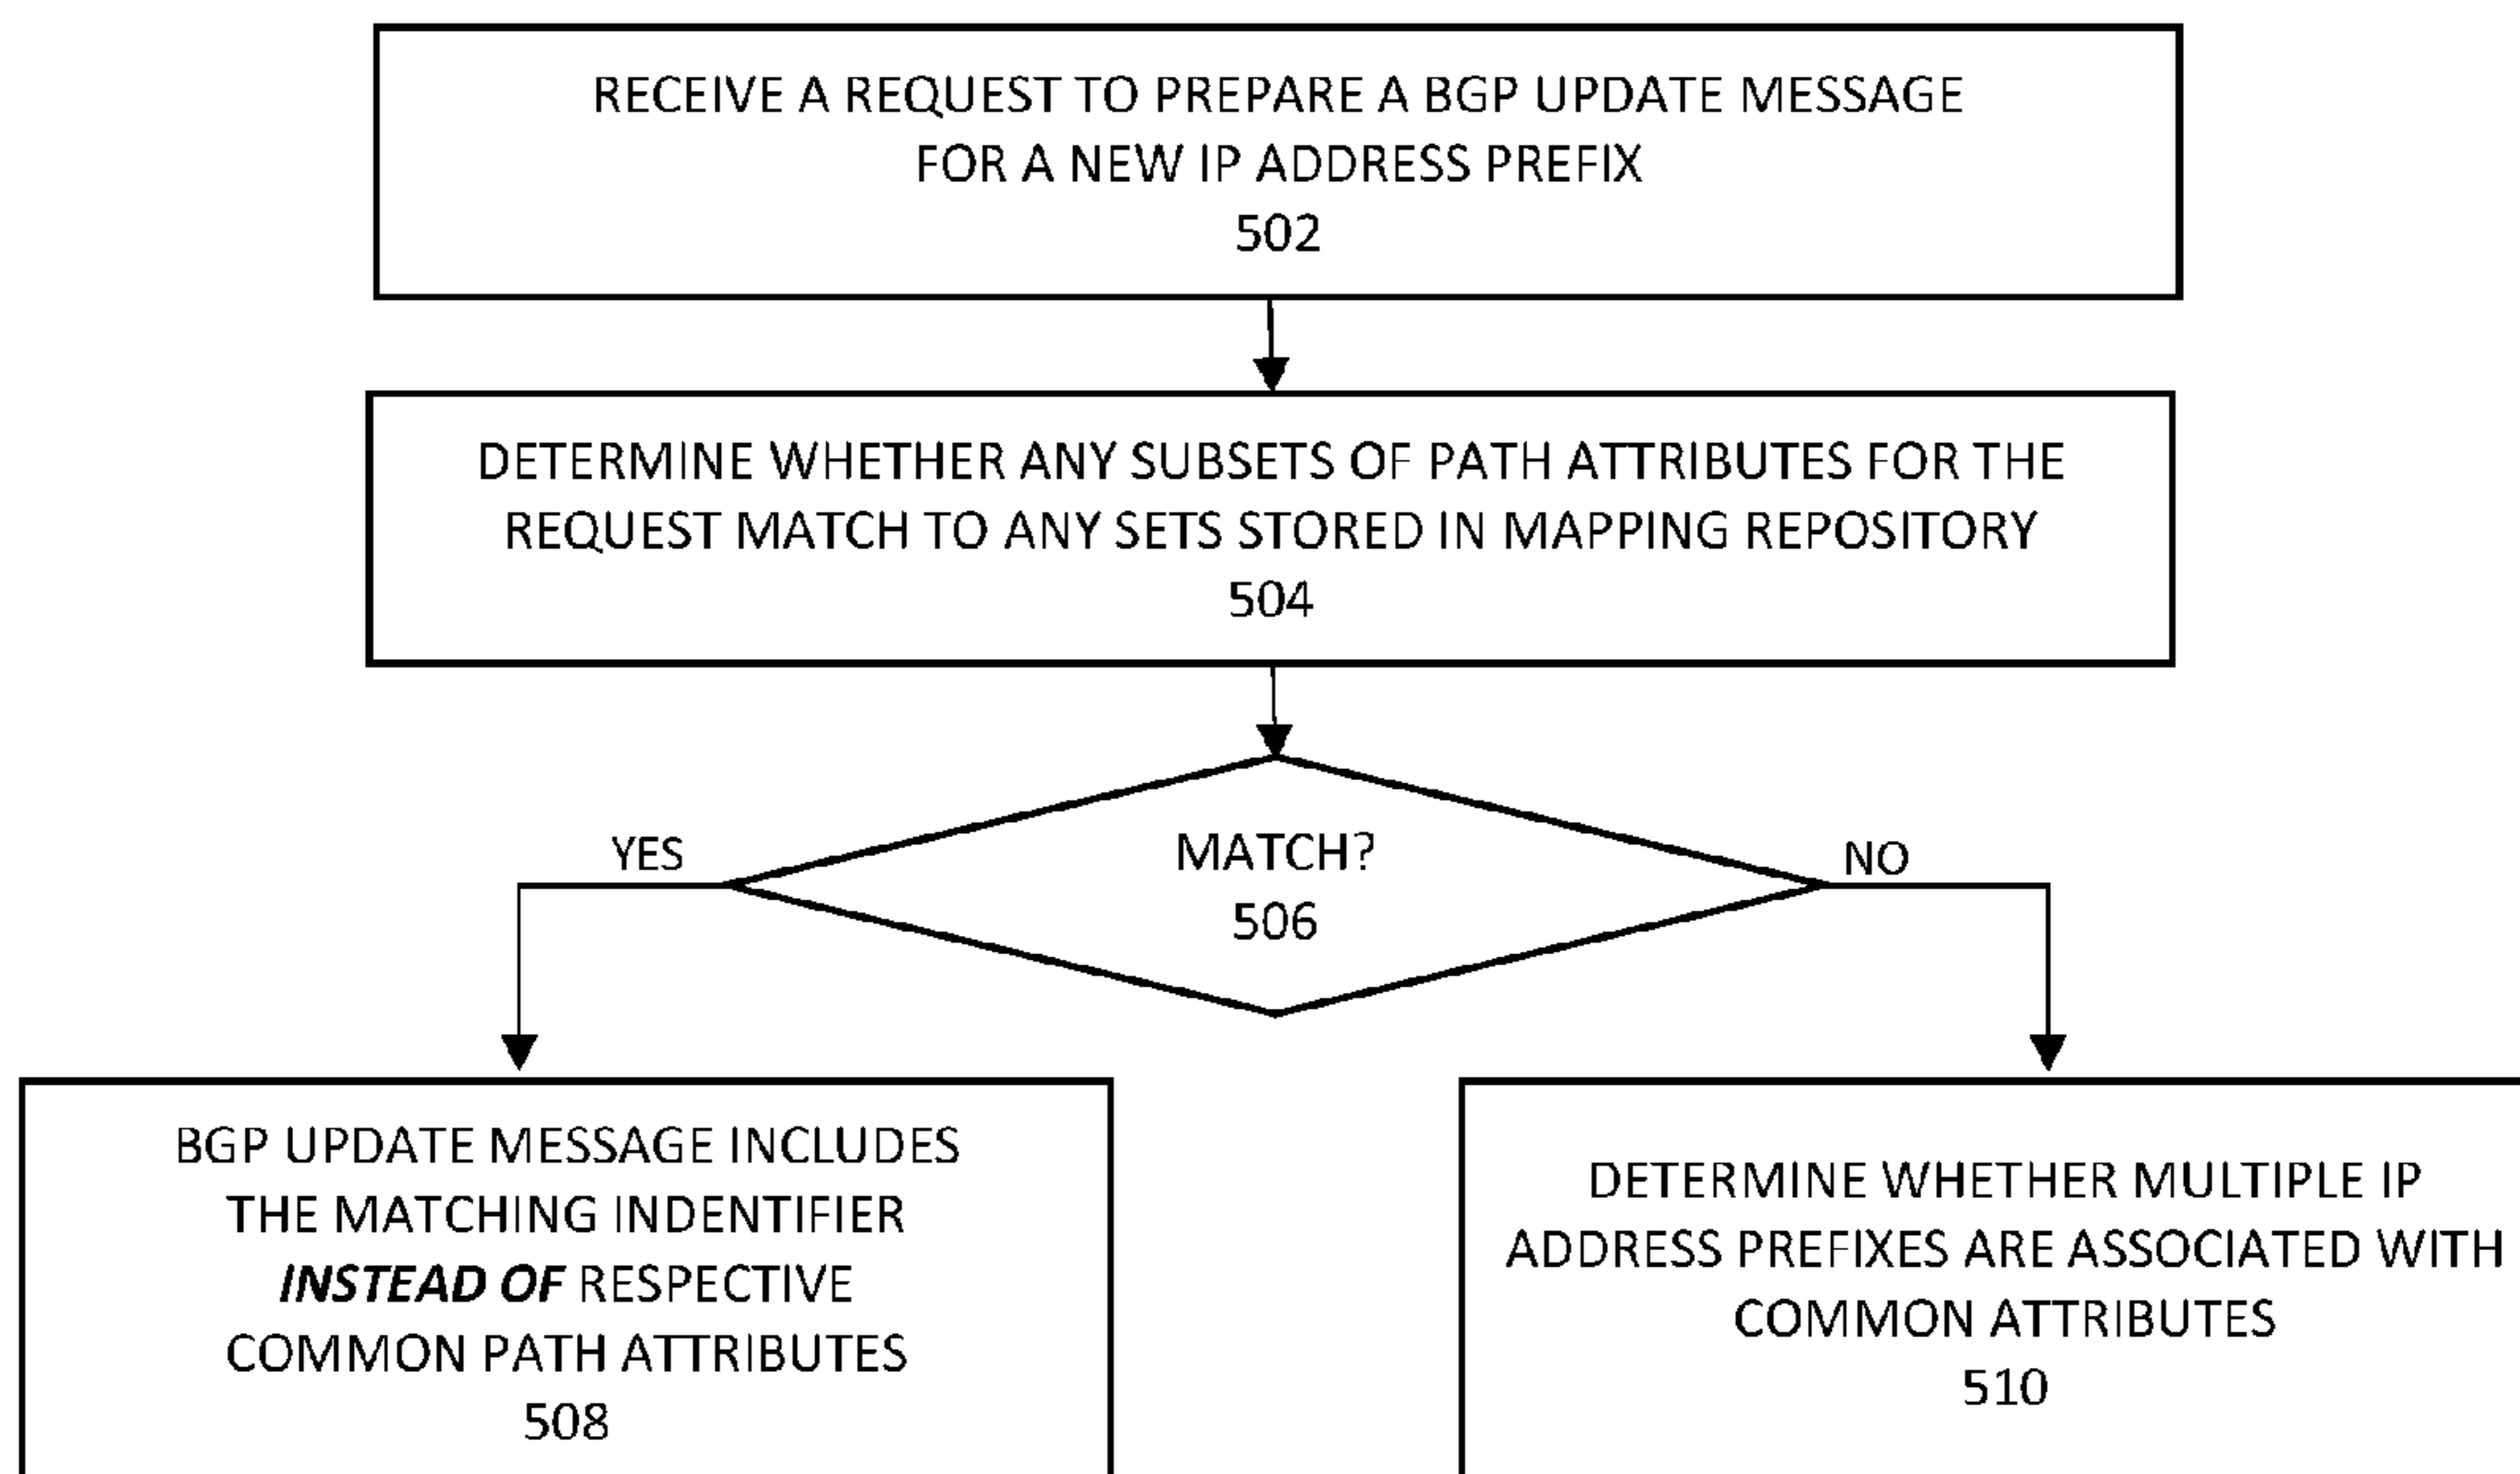 RECEIVE A REQUEST TO PREPARE A BGP UPDATE MESSAGE
FOR A NEW IP ADDRESS PREFIX
502
DETERMINE WHETHER ANY SUBSETS OF PATH ATTRIBUTES FOR THE
REQUEST MATCH TO ANY SETS STORED IN MAPPING REPOSITORY
504
MATCH?
506
YES
NO
BGP UPDATE MESSAGE INCLUDES
THE MATCHING INDENTIFIER
INSTEAD OF RESPECTIVE
COMMON PATH ATTRIBUTES
508
DETERMINE WHETHER MULTIPLE IP
ADDRESS PREFIXES ARE ASSOCIATED WITH
COMMON ATTRIBUTES
510